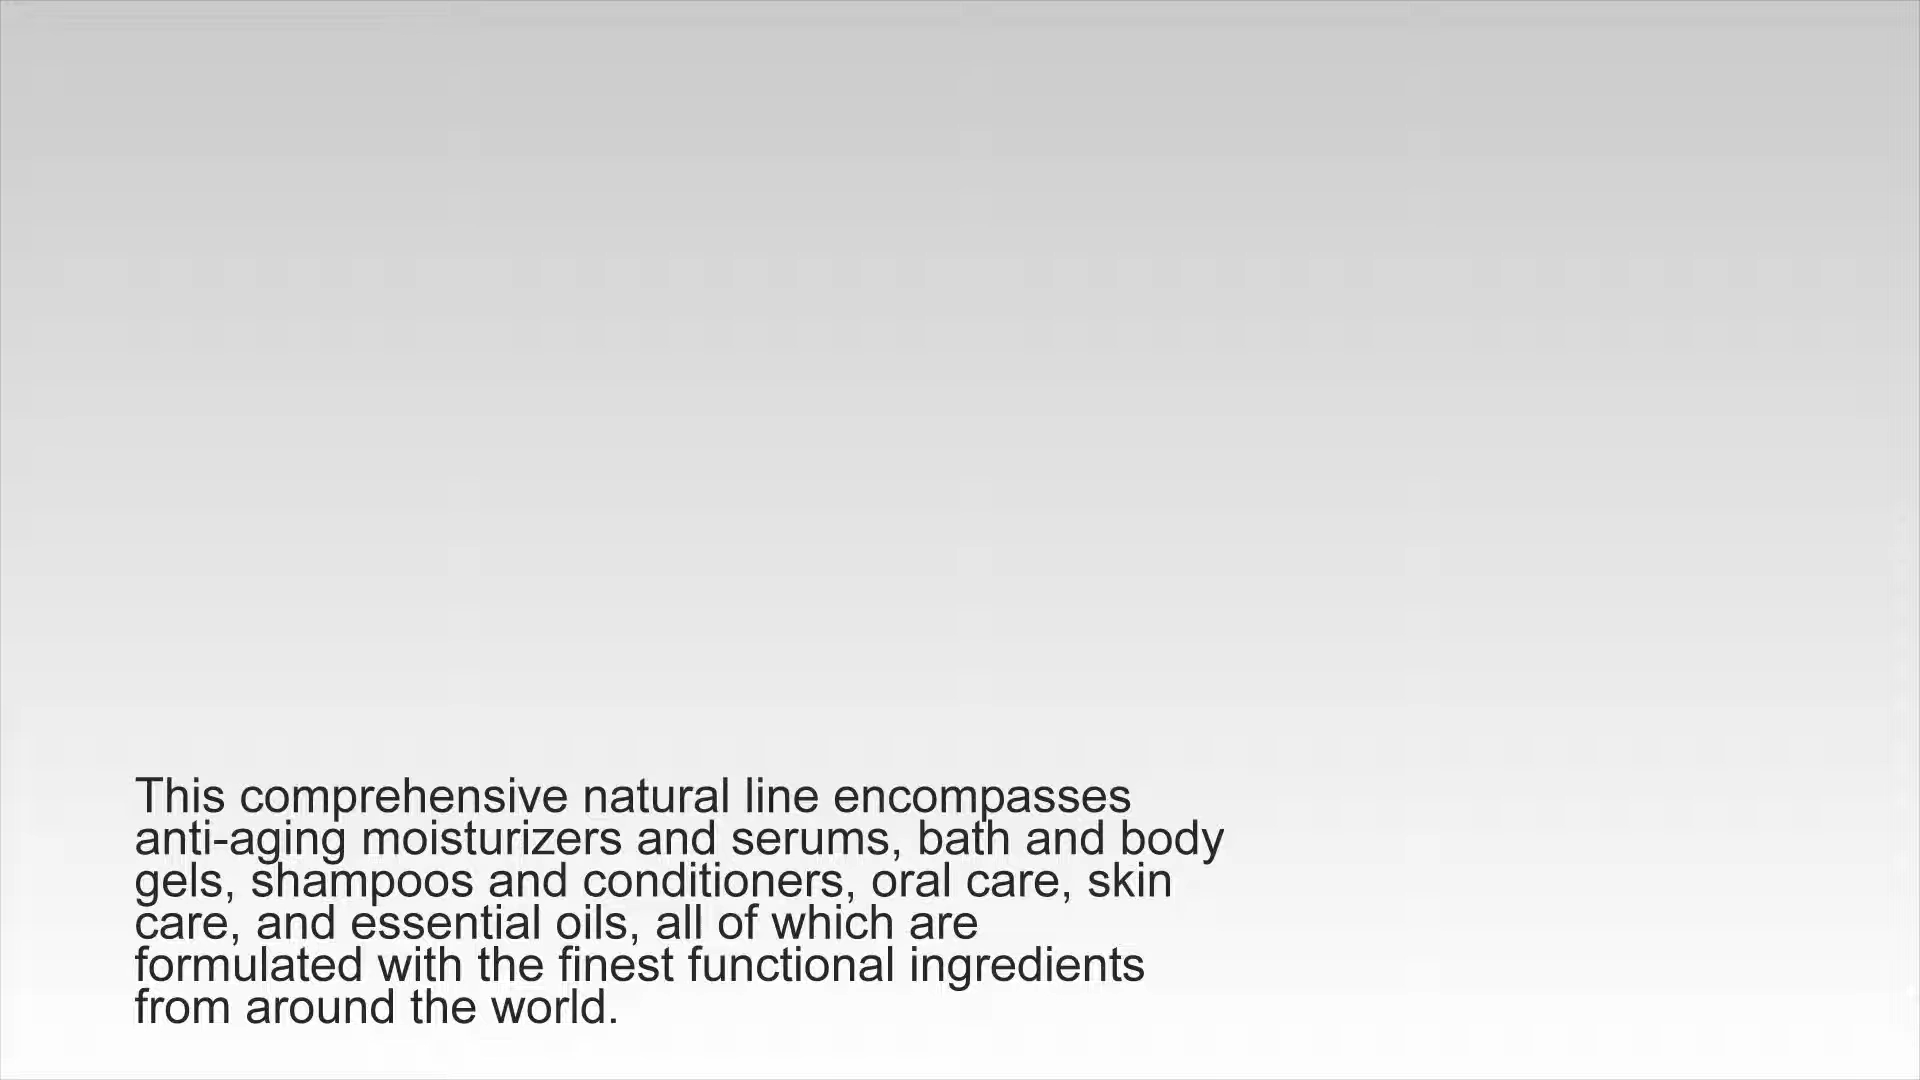 This comprehensive natural line encompasses
anti-aging moisturizers and serums, bath and body
gels, shampoos and conditioners, oral care, skin
care, and essential oils, all of which are
formulated with the finest functional ingredients
from around the world.